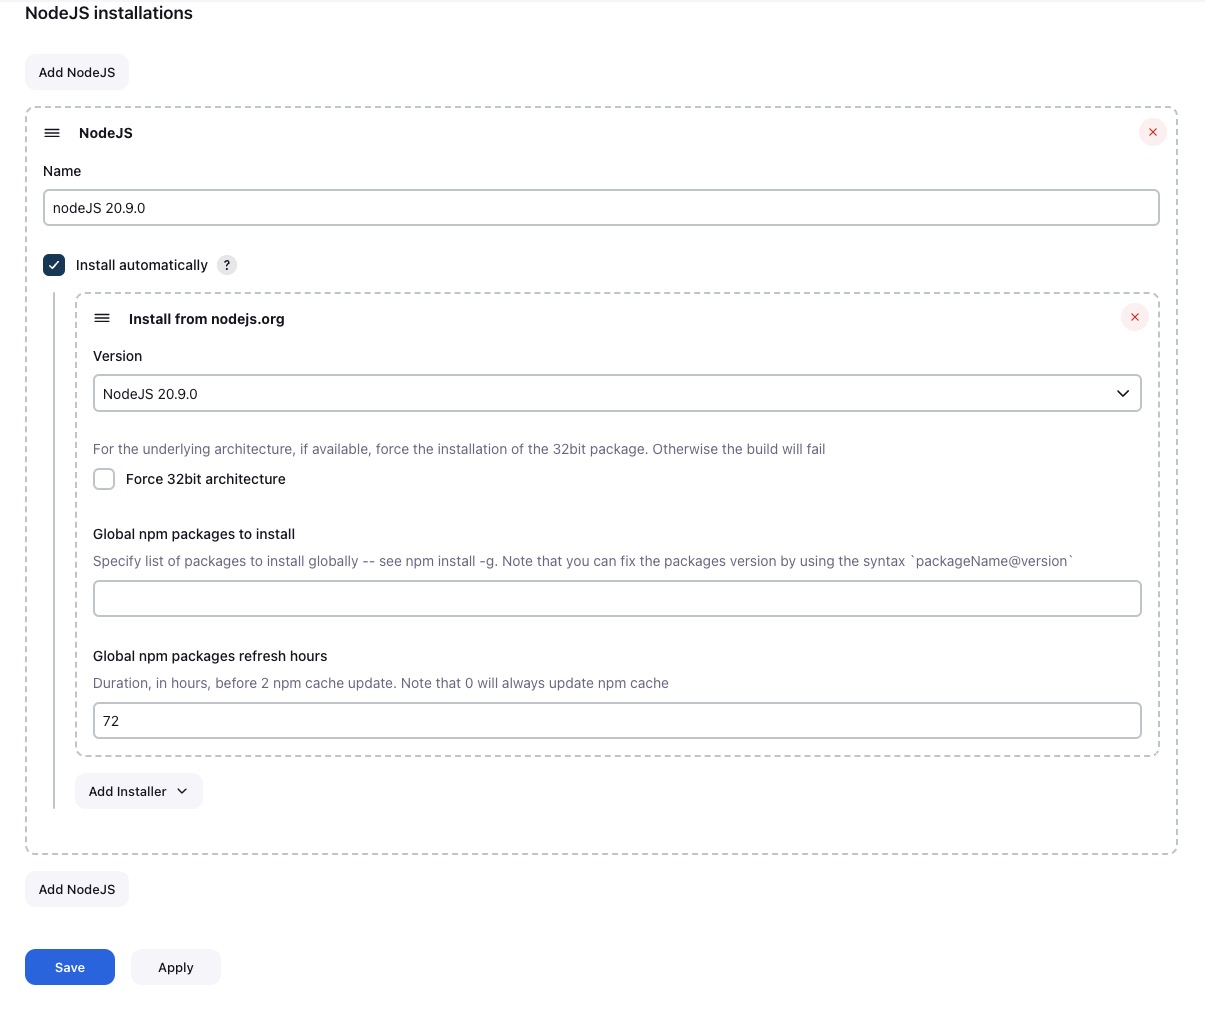 NodeJS installations
Add NodeJS
NodeJS
Name
nodeJS 20.9.0
Install automatically ?
Install from nodejs.org
Version
NodeJS 20.9.0
For the underlying architecture, if available, force the installation of the 32bit package. Otherwise the build will fail
Force 32bit architecture
Global npm packages to install
Specify list of packages to install globally -- see npm install -g. Note that you can fix the packages version by using the syntax `packageName@version`
Global npm packages refresh hours
Duration, in hours, before 2 npm cache update. Note that 0 will always update npm cache
72
Add Installer
Add NodeJS
Save Apply